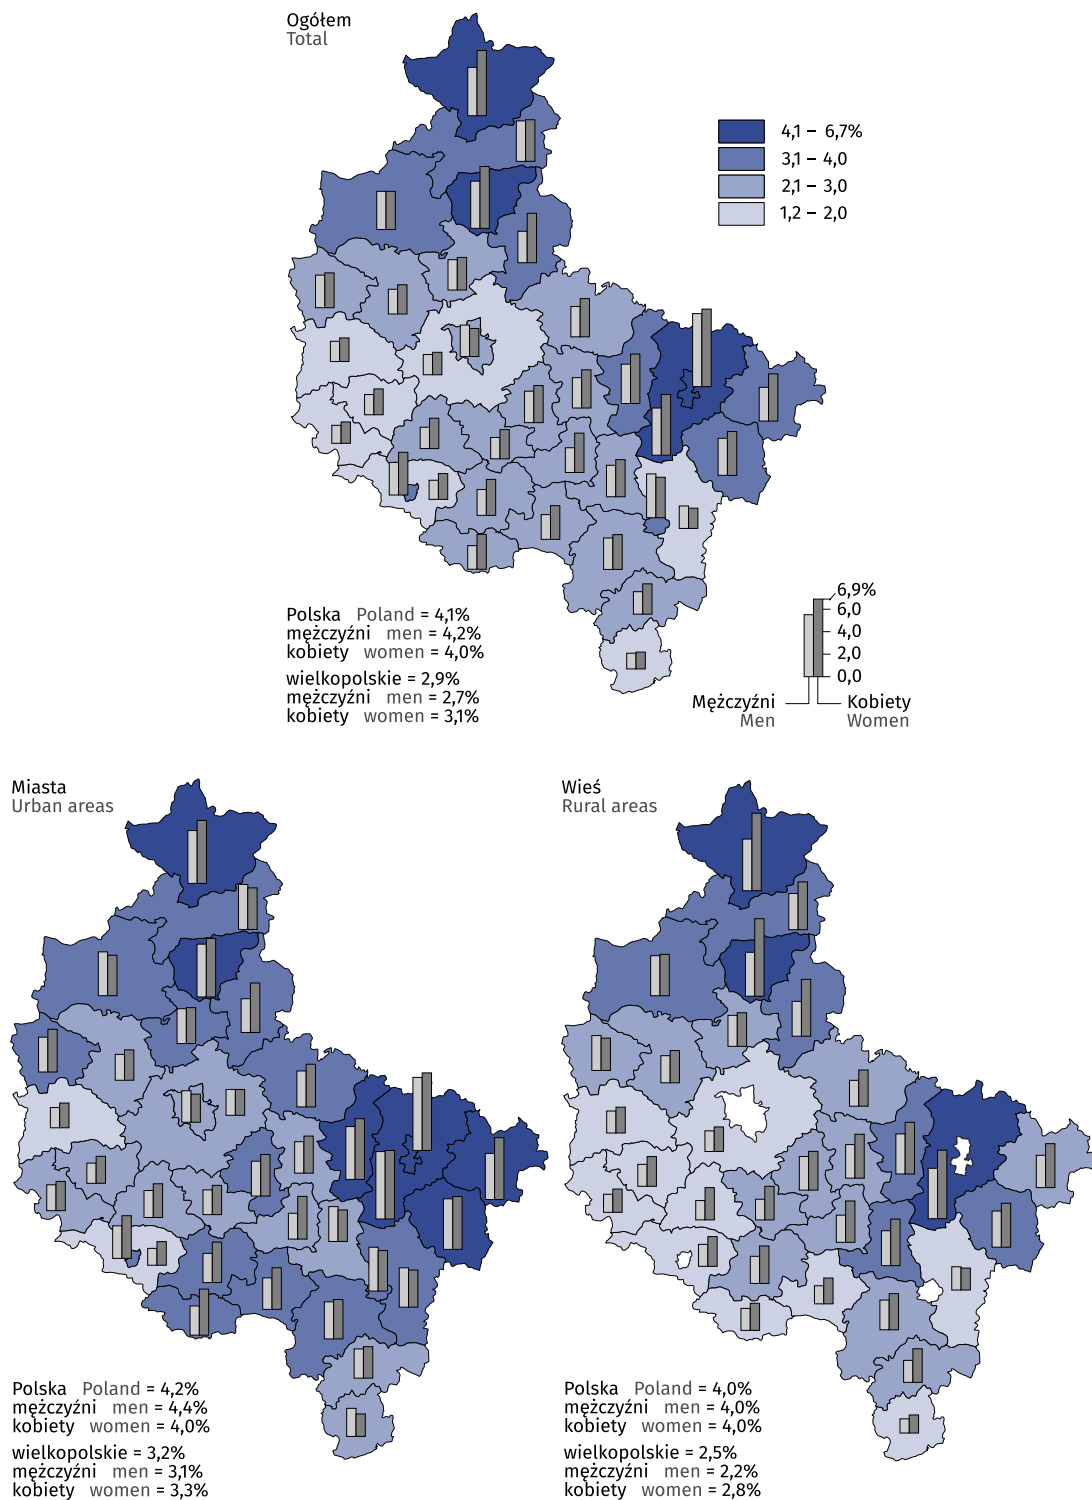 Ogółem
Total
4,1 – 6,7%
3,1 – 4,0
2,1 – 3,0
1,2 – 2,0
Polska Poland = 4,1%
mężczyźni men = 4,2%
kobiety women = 4,0%
wielkopolskie = 2,9%
mężczyźni men = 2,7%
kobiety women = 3,1%
6,9%
6,0
4,0
2,0
0,0
Mężczyźni Kobiety
Men Women
Miasta
Urban areas
Polska Poland = 4,2%
mężczyźni men = 4,4%
kobiety women = 4,0%
wielkopolskie = 3,2%
mężczyźni men = 3,1%
kobiety women = 3,3%
Wieś
Rural areas
Polska Poland = 4,0%
mężczyźni men = 4,0%
kobiety women = 4,0%
wielkopolskie = 2,5%
mężczyźni men = 2,2%
kobiety women = 2,8%